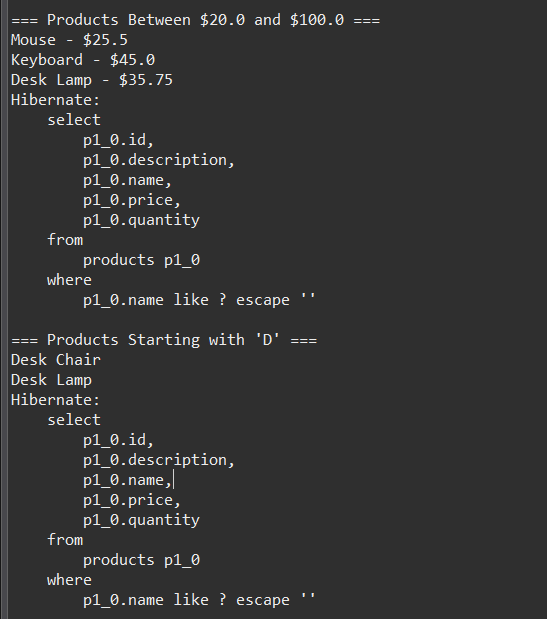 === Products Between $20.0 and $100.0 ===
Mouse - $25.5
Keyboard - $45.0
Desk Lamp - $35.75
Hibernate:
    select
        p1_0.id,
        p1_0.description,
        p1_0.name,
        p1_0.price,
        p1_0.quantity
    from
        products p1_0
    where
        p1_0.name like ? escape ''

=== Products Starting with 'D' ===
Desk Chair
Desk Lamp
Hibernate:
    select
        p1_0.id,
        p1_0.description,
        p1_0.name,
        p1_0.price,
        p1_0.quantity
    from
        products p1_0
    where
        p1_0.name like ? escape ''